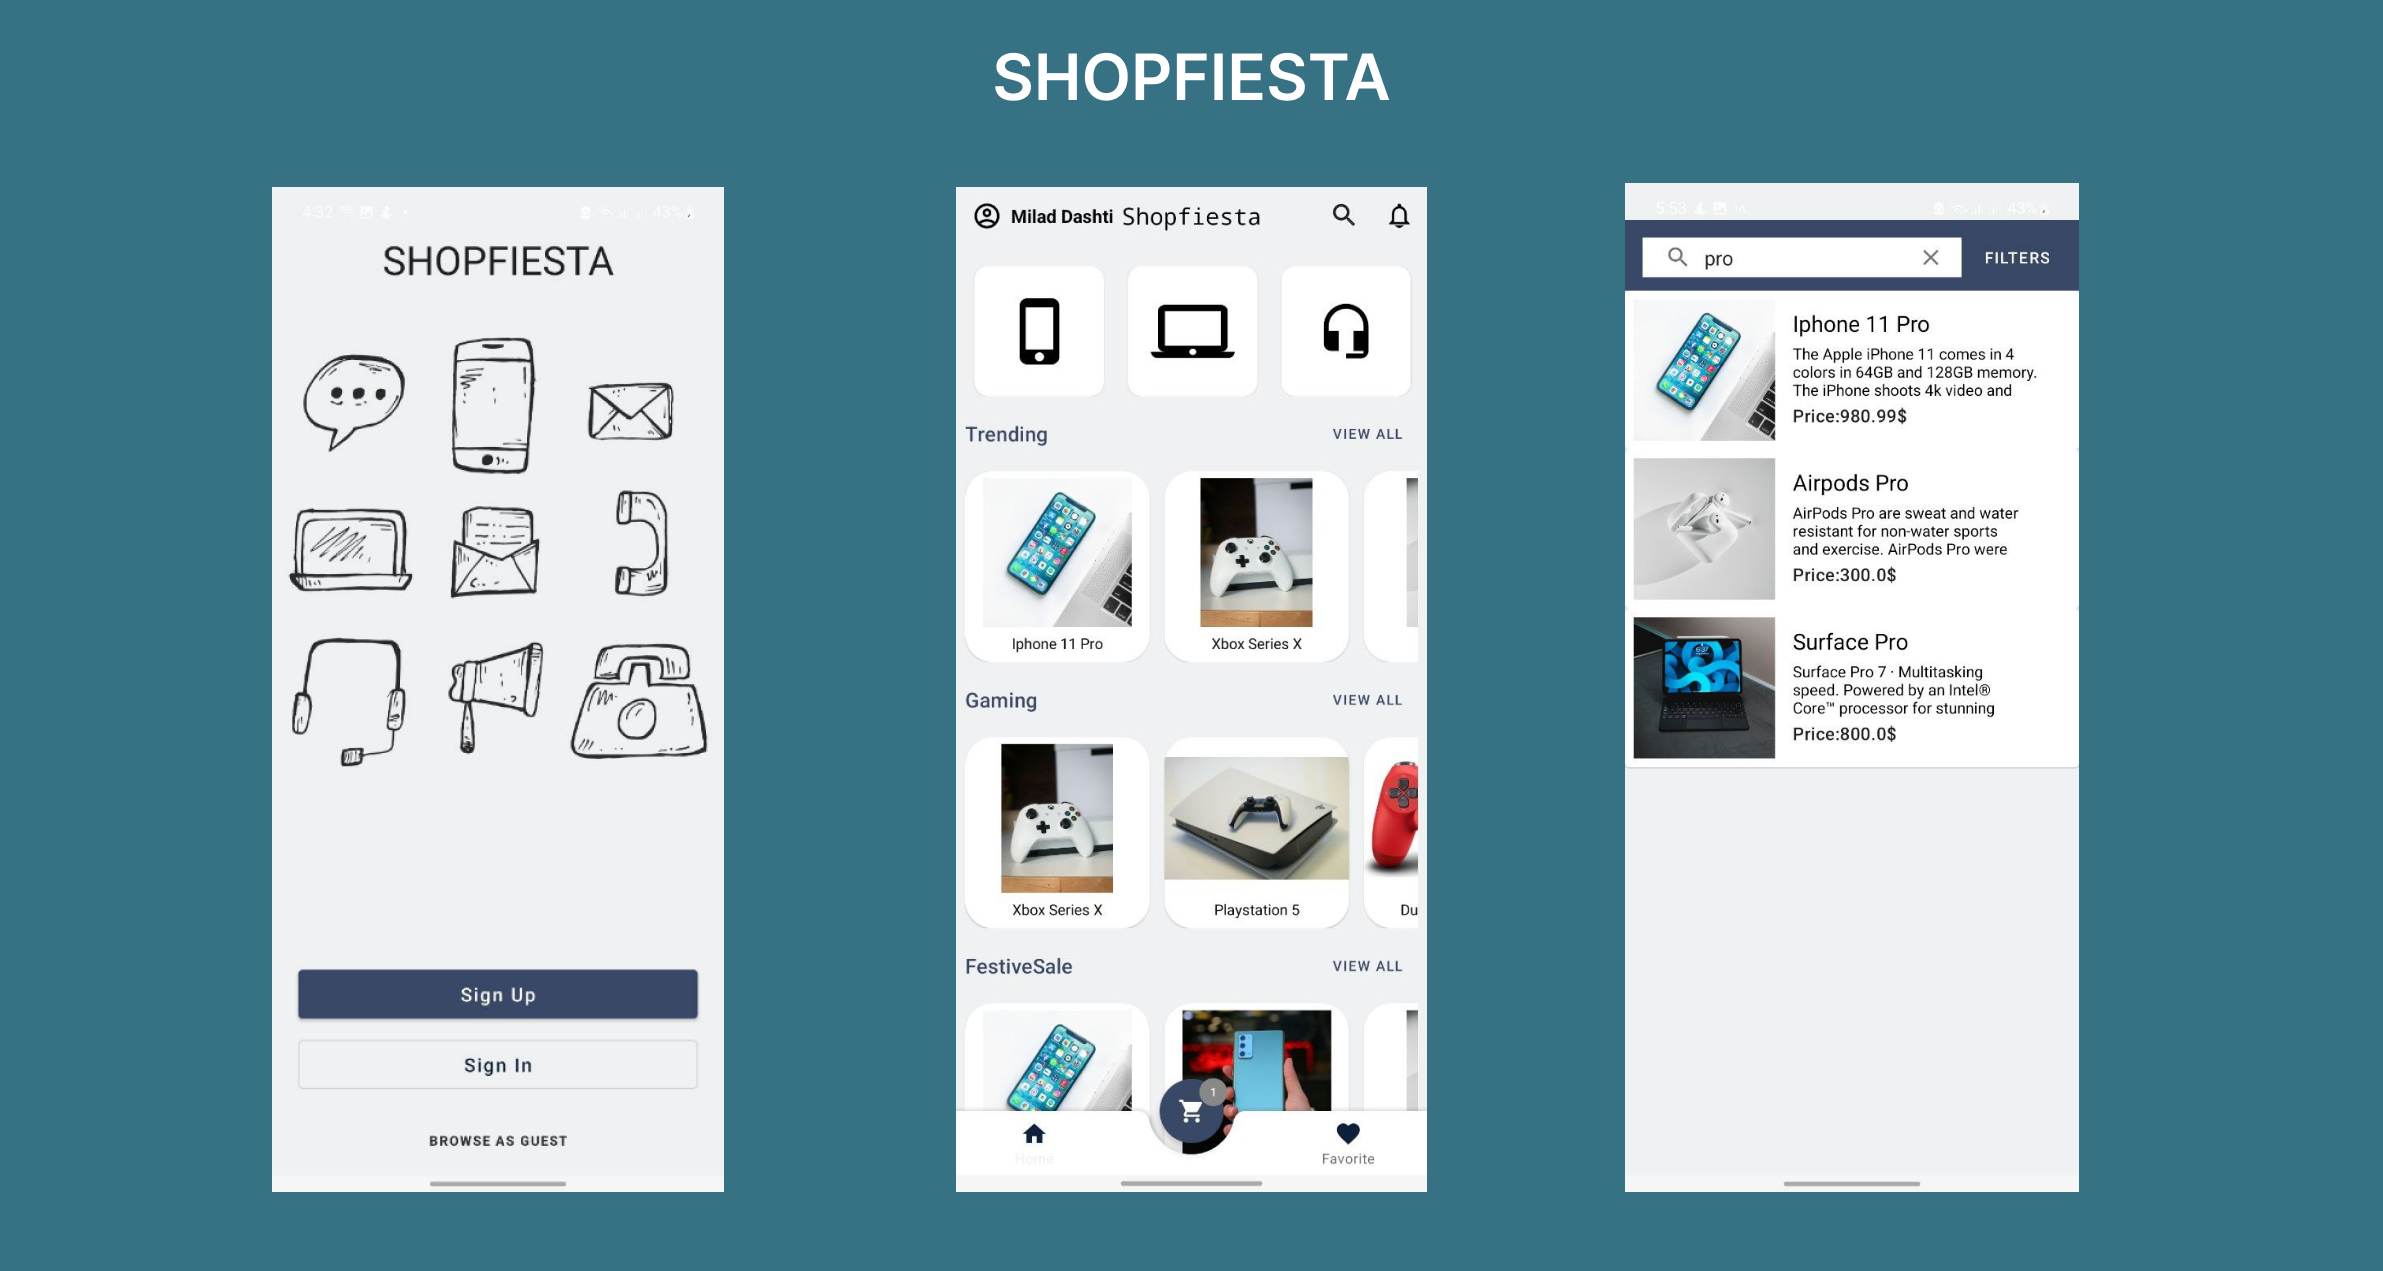 SHOPFIESTA
4:32
43%
SHOPFIESTA
Sign Up
Sign In
BROWSE AS GUEST
Milad Dashti Shopfiesta
Trending VIEW ALL
Iphone 11 Pro
Xbox Series X
Gaming VIEW ALL
Xbox Series X
Playstation 5
Du
FestiveSale VIEW ALL
1
Home
Favorite
5:53
43%
pro
FILTERS
Iphone 11 Pro
The Apple iPhone 11 comes in 4
colors in 64GB and 128GB memory.
The iPhone shoots 4k video and
Price:980.99$
Airpods Pro
AirPods Pro are sweat and water
resistant for non-water sports
and exercise. AirPods Pro were
Price:300.0$
Surface Pro
Surface Pro 7 · Multitasking
speed. Powered by an Intel®
Core™ processor for stunning
Price:800.0$